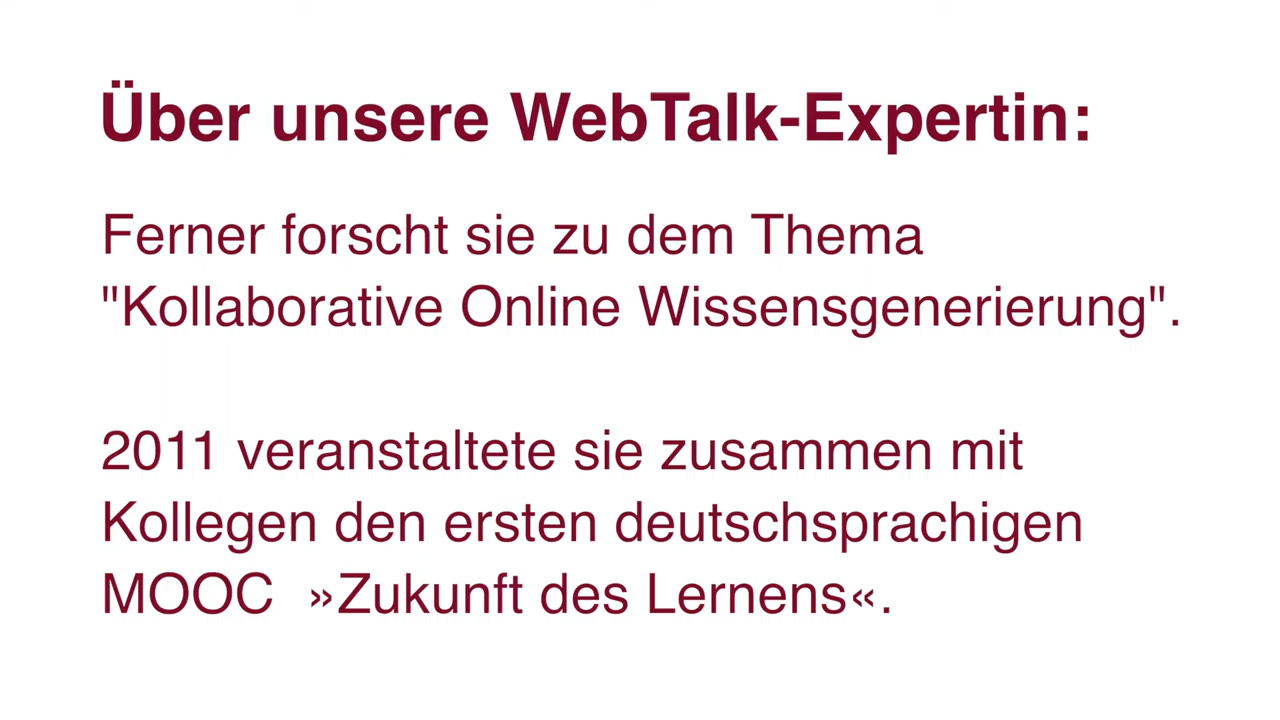 Über unsere WebTalk-Expertin:
Ferner forscht sie zu dem Thema
"Kollaborative Online Wissensgenerierung".
2011 veranstaltete sie zusammen mit
Kollegen den ersten deutschsprachigen
MOOC »Zukunft des Lernens«.